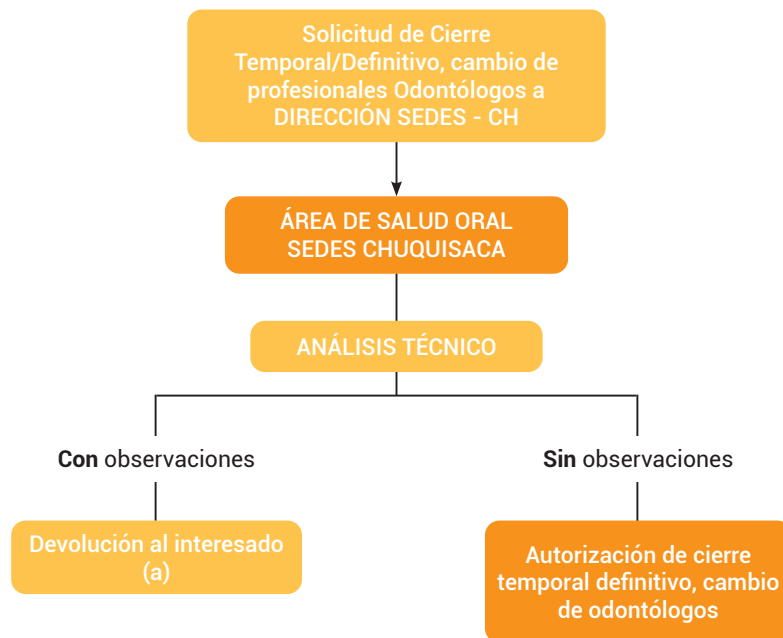 Solicitud de Cierre
Temporal/Definitivo, cambio de
profesionales Odontólogos a
DIRECCIÓN SEDES - CH
ÁREA DE SALUD ORAL
SEDES CHUQUISACA
ANÁLISIS TÉCNICO
Con observaciones
Sin observaciones
Devolución al interesado
(a)
Autorización de cierre
temporal definitivo, cambio
de odontólogos